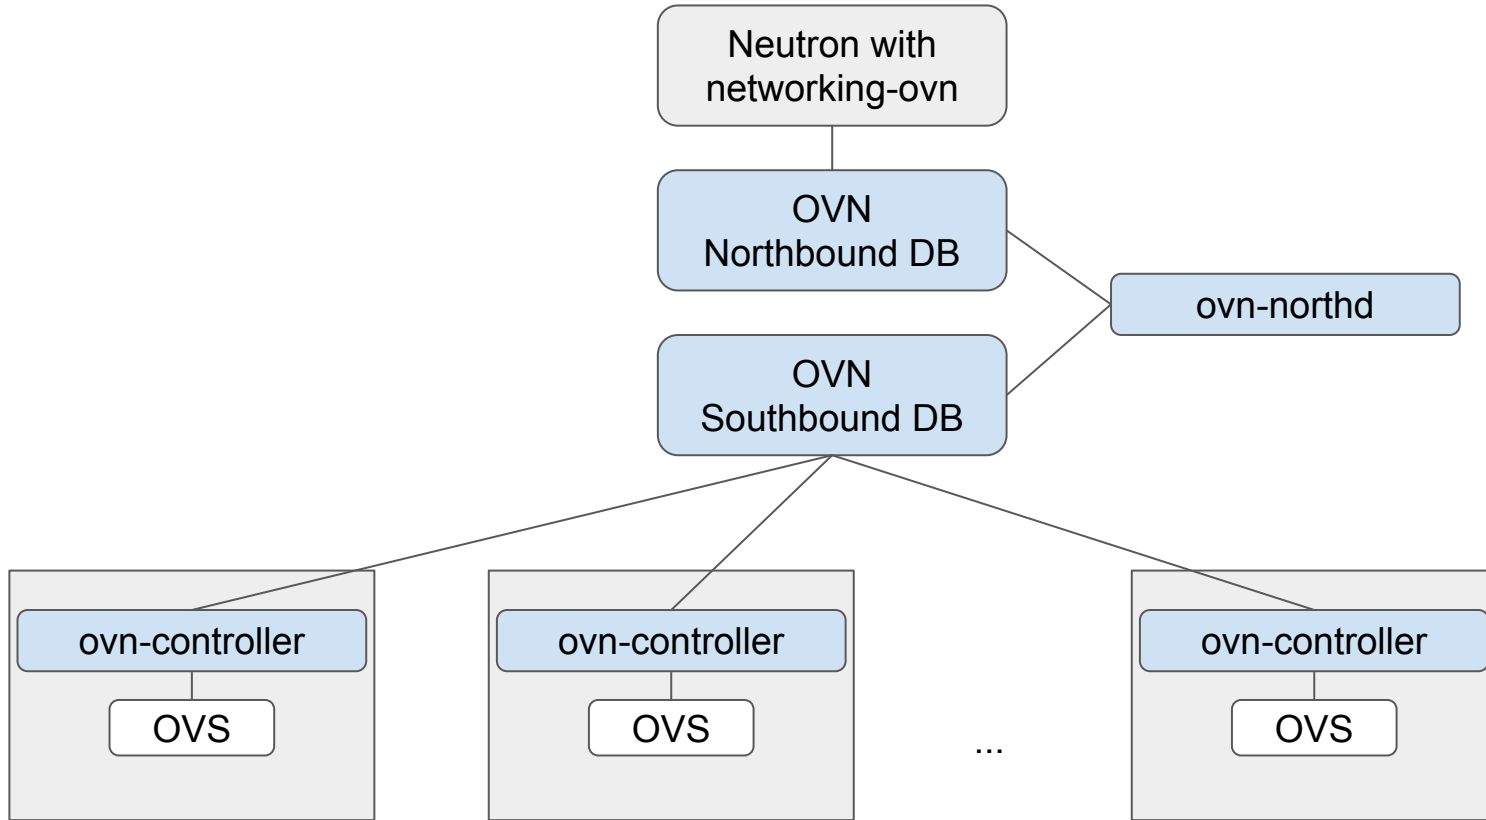 Neutron with
networking-ovn
OVN
Northbound DB
ovn-northd
OVN
Southbound DB
ovn-controller
ovn-controller
ovn-controller
OVS
OVS
...
OVS